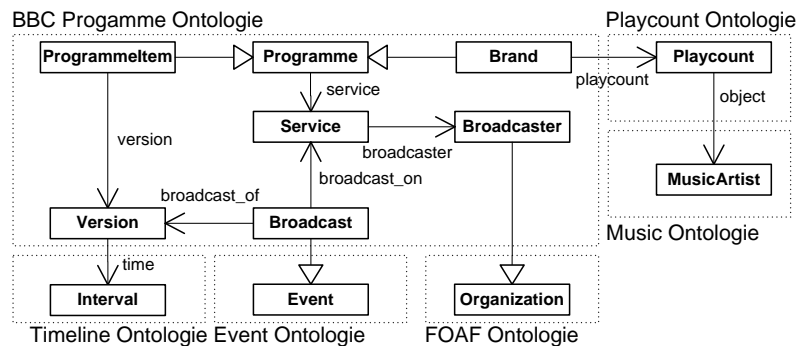 BBC Progamme Ontologie
Playcount Ontologie
ProgrammeItem
Programme
Brand
Playcount
playcount
service
object
Service
Broadcaster
broadcaster
version
broadcast_on
MusicArtist
broadcast_of
Version
Broadcast
Music Ontologie
time
Interval
Event
Organization
Timeline Ontologie
Event Ontologie
FOAF Ontologie